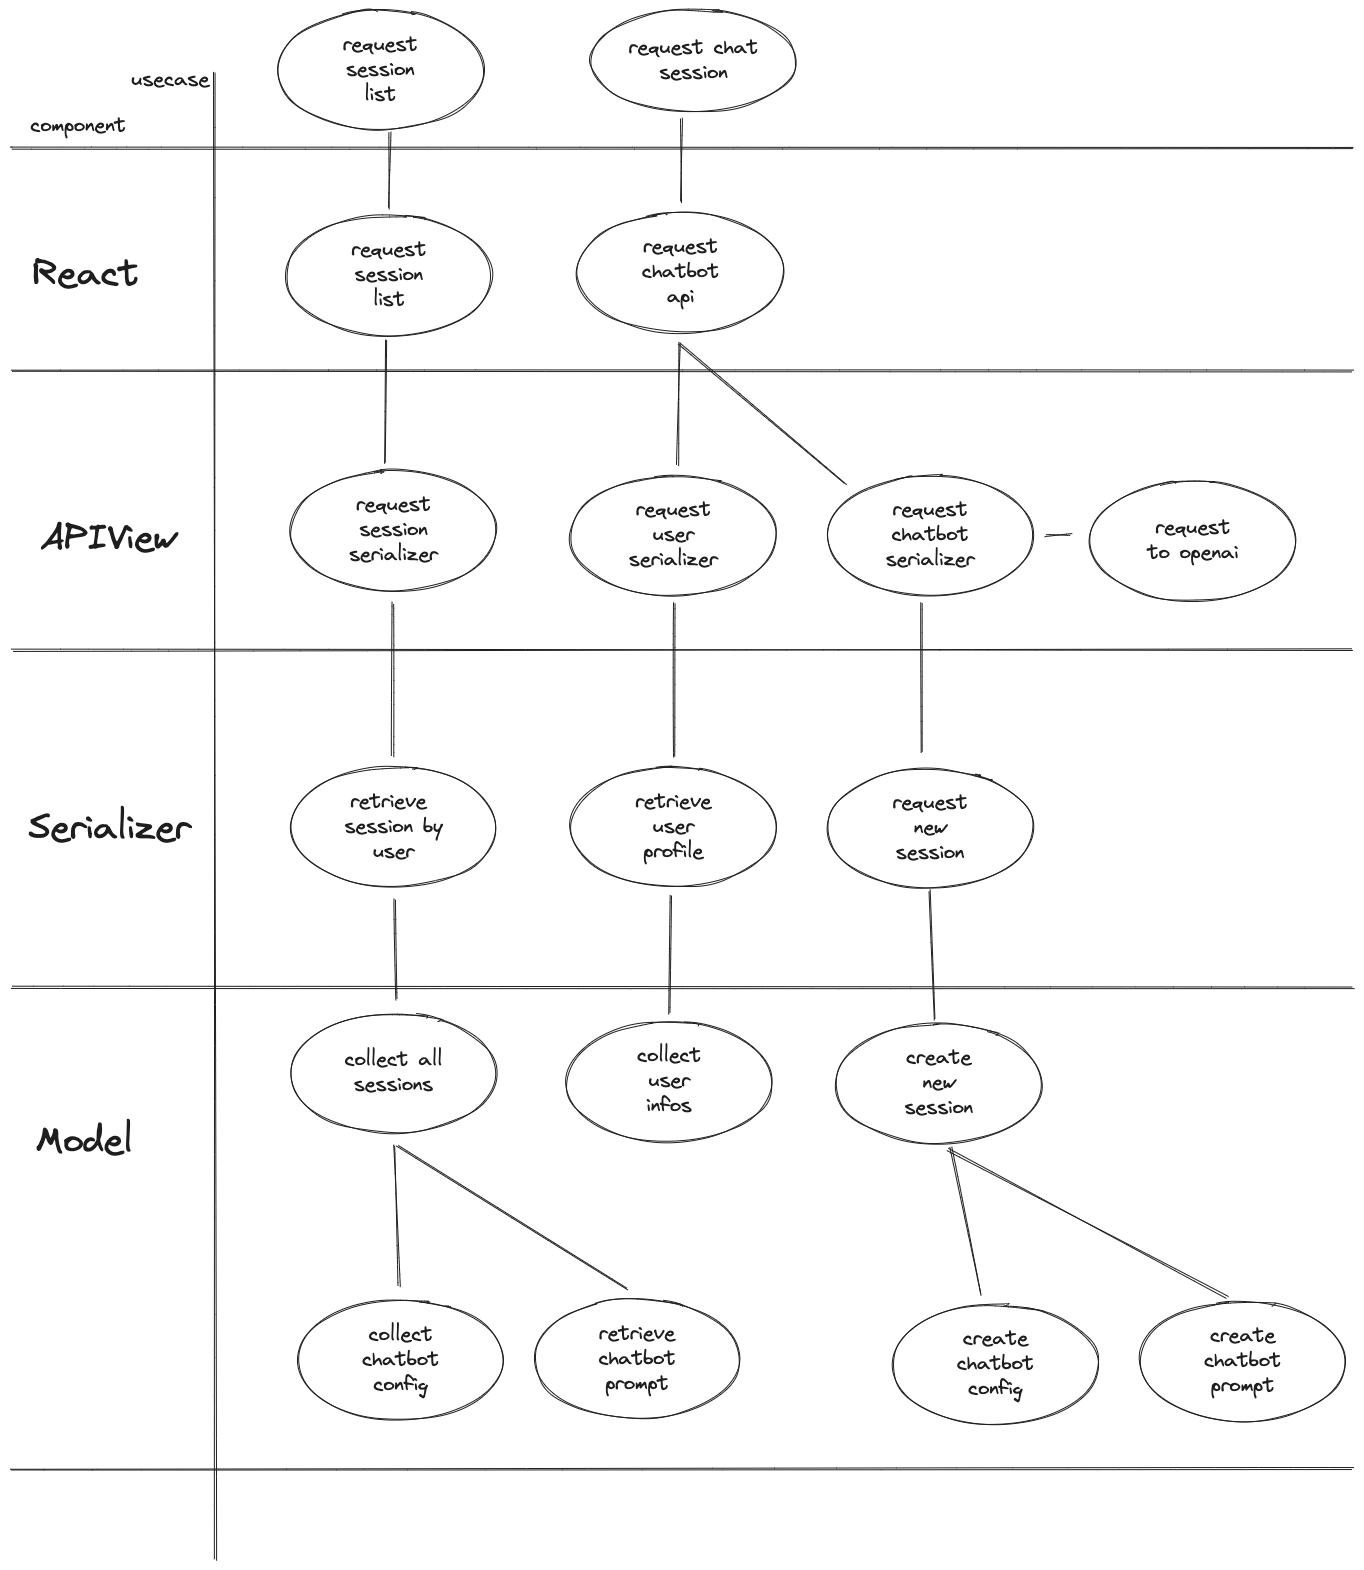 usecase
component
request
session
list
request chat
session
React
request
session
list
request
chatbot
api
APIView
request
session
serializer
request
user
serializer
request
chatbot
serializer
request
to openai
Serializer
retrieve
session by
user
retrieve
user
profile
request
new
session
Model
collect all
sessions
collect
user
infos
create
new
session
collect
chatbot
config
retrieve
chatbot
prompt
create
chatbot
config
create
chatbot
prompt